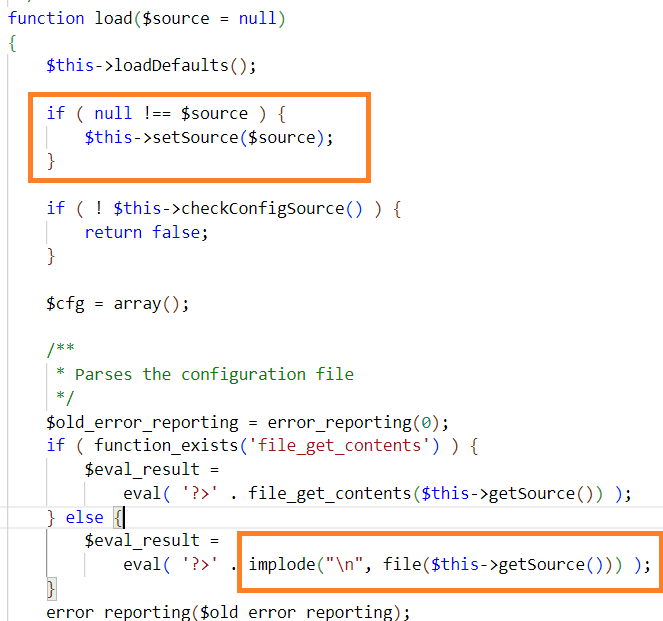 function load($source = null)
{
$this->loadDefaults();
if ( null !== $source ) {
$this->setSource($source);
}
if ( ! $this->checkConfigSource() ) {
return false;
}
$cfg = array();
/**
* Parses the configuration file
*/
$old_error_reporting = error_reporting(0);
if ( function_exists('file_get_contents') ) {
$eval_result =
eval( '?>' . file_get_contents($this->getSource()) );
} else {
$eval_result =
eval( '?>' . implode("\n", file($this->getSource())) );
}
error_reporting($old_error_reporting);